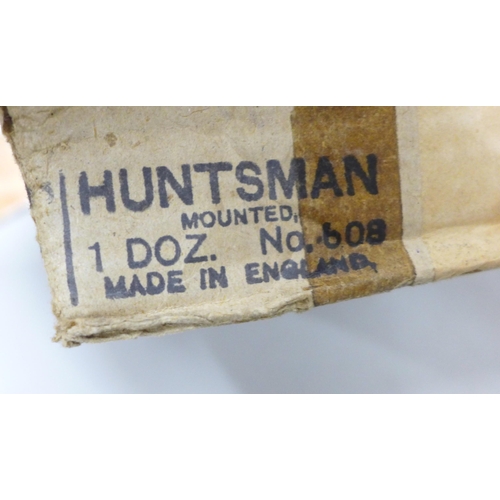 HUNTSMAN
MOUNTED,
1 DOZ. No. 608
MADE IN ENGLAND,